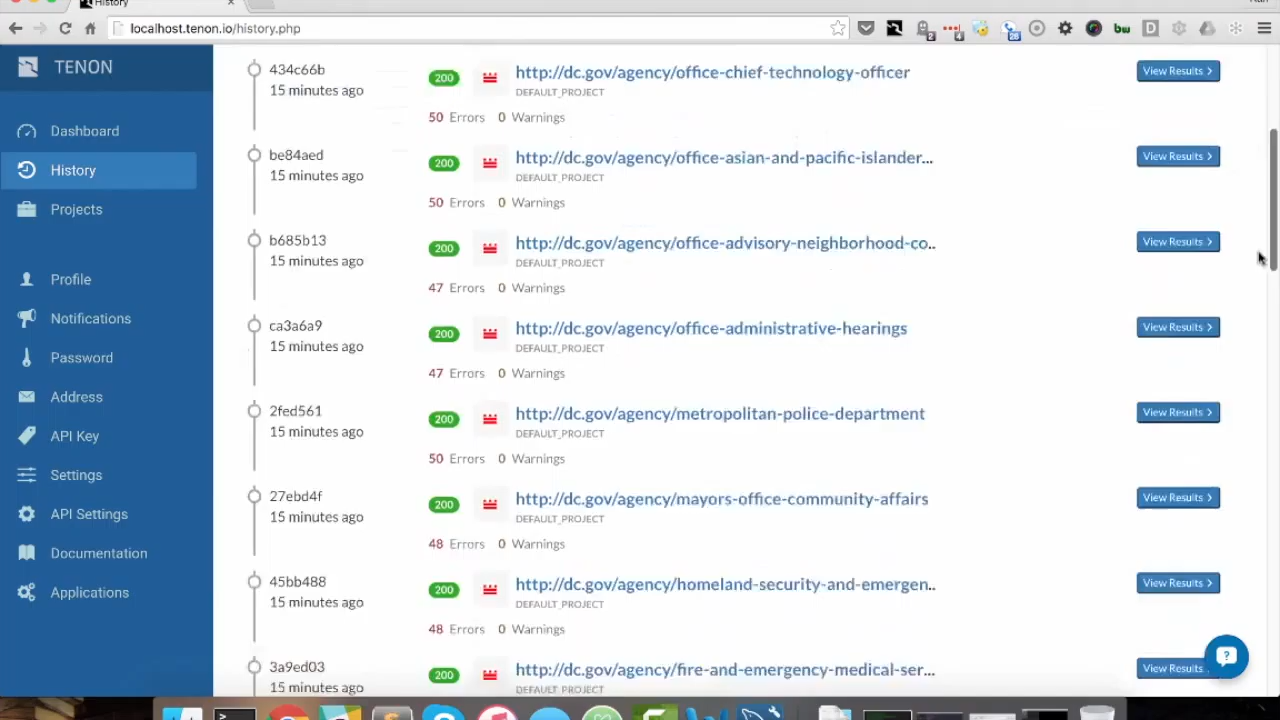 History
localhost.tenon.io/history.php
TENON
Dashboard
History
Projects
Profile
Notifications
Password
Address
API Key
Settings
API Settings
Documentation
Applications
434c66b
15 minutes ago
200
http://dc.gov/agency/office-chief-technology-officer
DEFAULT_PROJECT
50 Errors 0 Warnings
View Results
be84aed
15 minutes ago
200
http://dc.gov/agency/office-asian-and-pacific-islander...
DEFAULT_PROJECT
50 Errors 0 Warnings
View Results
b685b13
15 minutes ago
200
http://dc.gov/agency/office-advisory-neighborhood-co..
DEFAULT_PROJECT
47 Errors 0 Warnings
View Results
ca3a6a9
15 minutes ago
200
http://dc.gov/agency/office-administrative-hearings
DEFAULT_PROJECT
47 Errors 0 Warnings
View Results
2fed561
15 minutes ago
200
http://dc.gov/agency/metropolitan-police-department
DEFAULT_PROJECT
50 Errors 0 Warnings
View Results
27ebd4f
15 minutes ago
200
http://dc.gov/agency/mayors-office-community-affairs
DEFAULT_PROJECT
48 Errors 0 Warnings
View Results
45bb488
15 minutes ago
200
http://dc.gov/agency/homeland-security-and-emergen..
DEFAULT_PROJECT
48 Errors 0 Warnings
View Results
3a9ed03
15 minutes ago
200
http://dc.gov/agency/fire-and-emergency-medical-ser...
DEFAULT_PROJECT
View Results